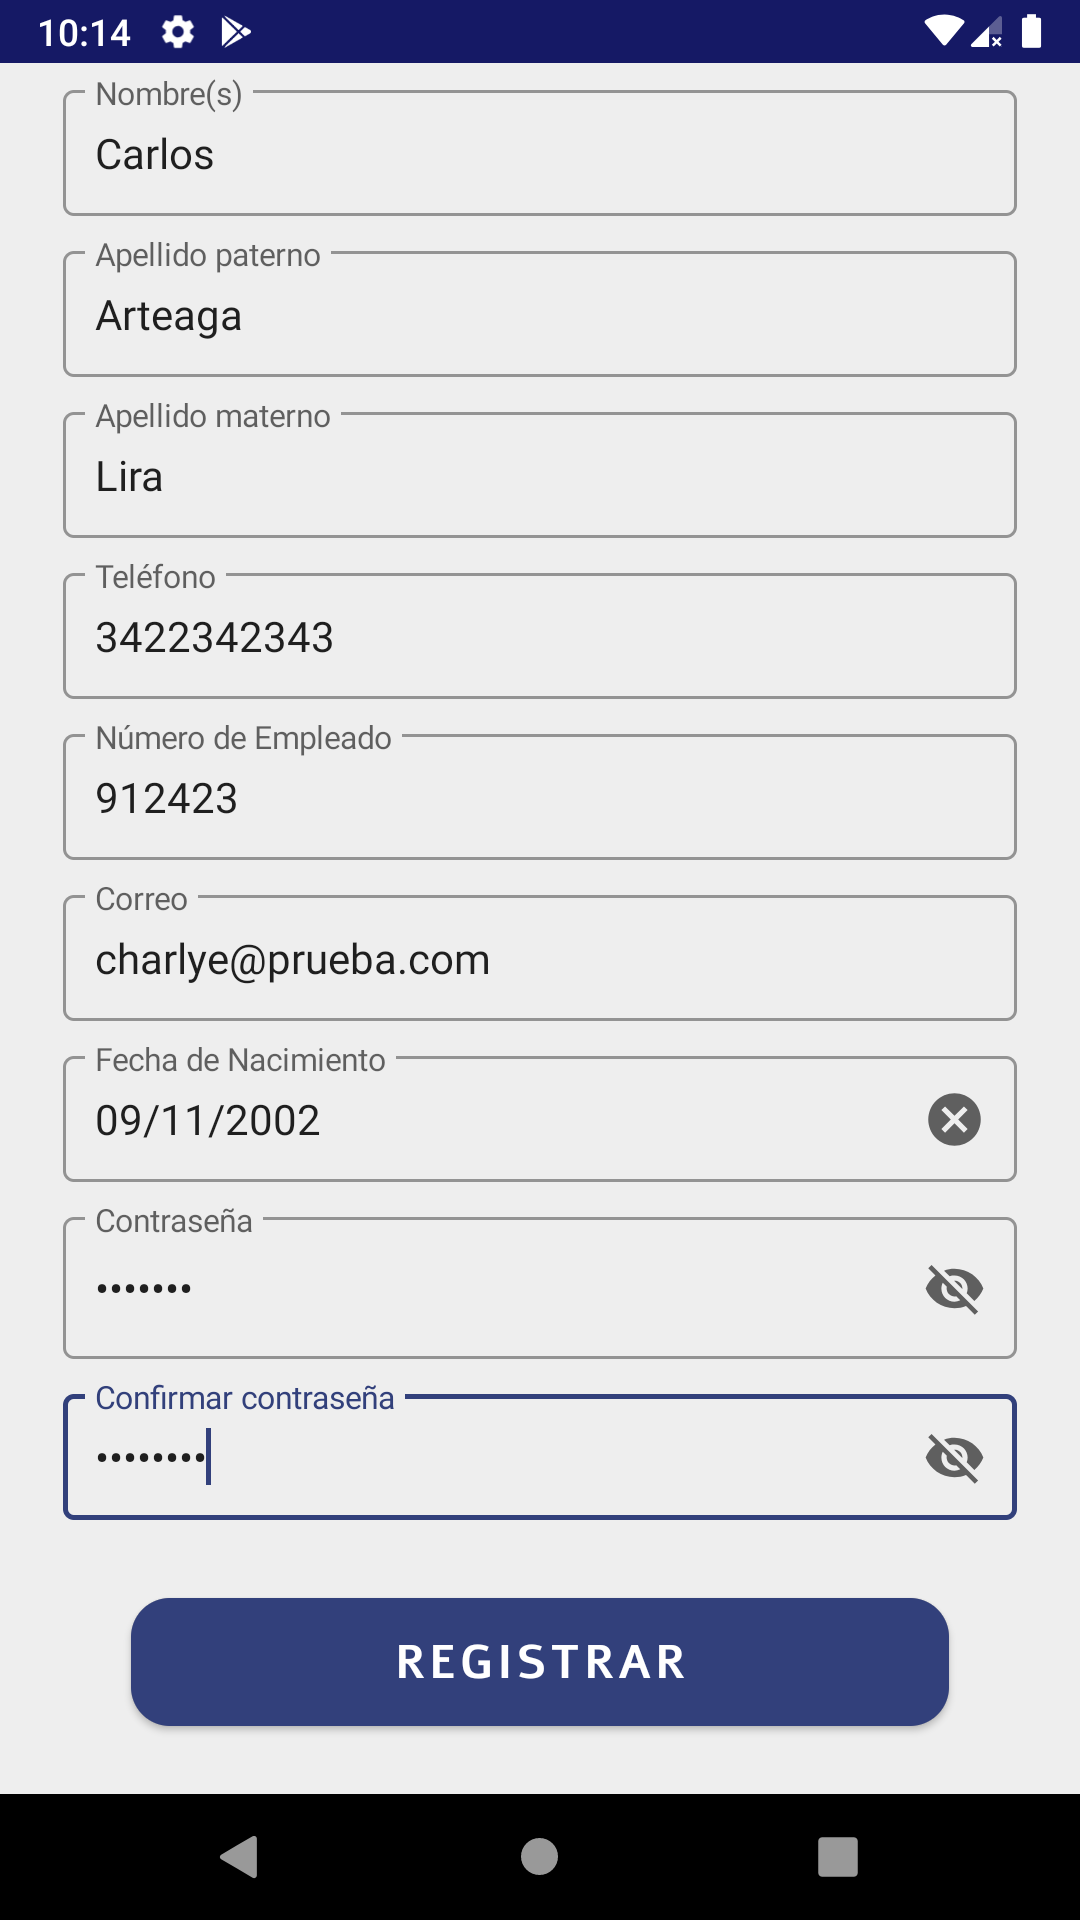 10:14
Nombre(s)
Carlos
Apellido paterno
Arteaga
Apellido materno
Lira
Teléfono
3422342343
Número de Empleado
912423
Correo
charlye@prueba.com
Fecha de Nacimiento
09/11/2002
Contraseña
•••••••
Confirmar contraseña
••••••••
REGISTRAR